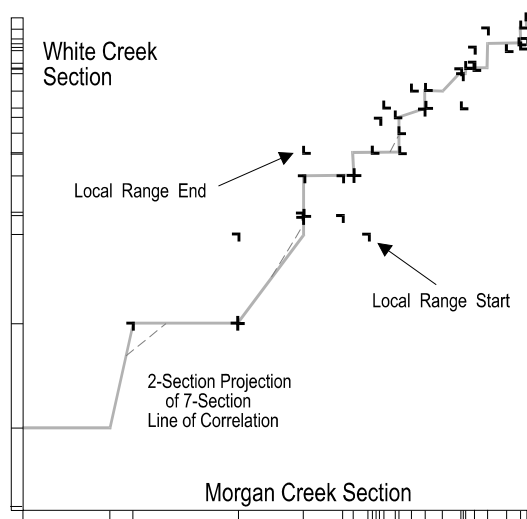 White Creek
Section
Local Range End
Local Range Start
2-Section Projection
of 7-Section
Line of Correlation
Morgan Creek Section